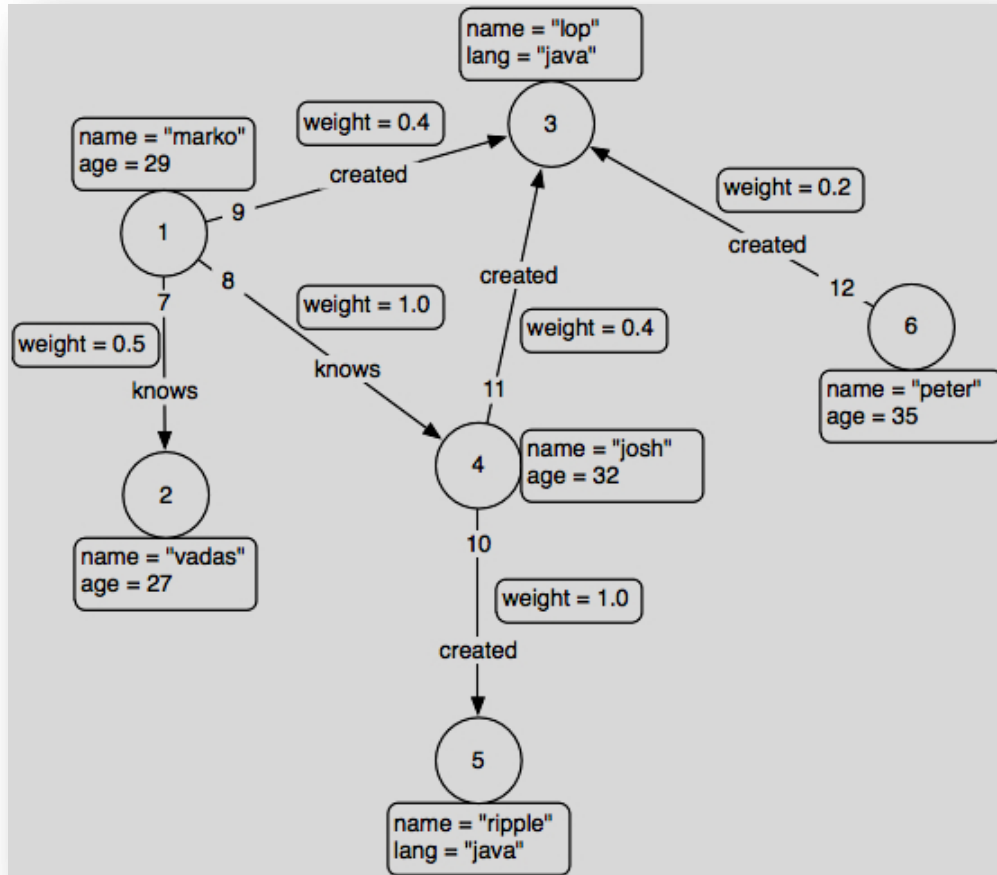 name = "lop"
lang = "java"
weight = 0.4
3
name = "marko"
age = 29
created
weight = 0.2
9
1
created
8
created
7
weight = 1.0
12
weight = 0.5
weight = 0.4
6
knows
knows
11
name = "peter"
age = 35
4
name = "josh"
age = 32
2
10
name = "vadas"
age = 27
weight = 1.0
created
5
name = "ripple"
lang = "java"